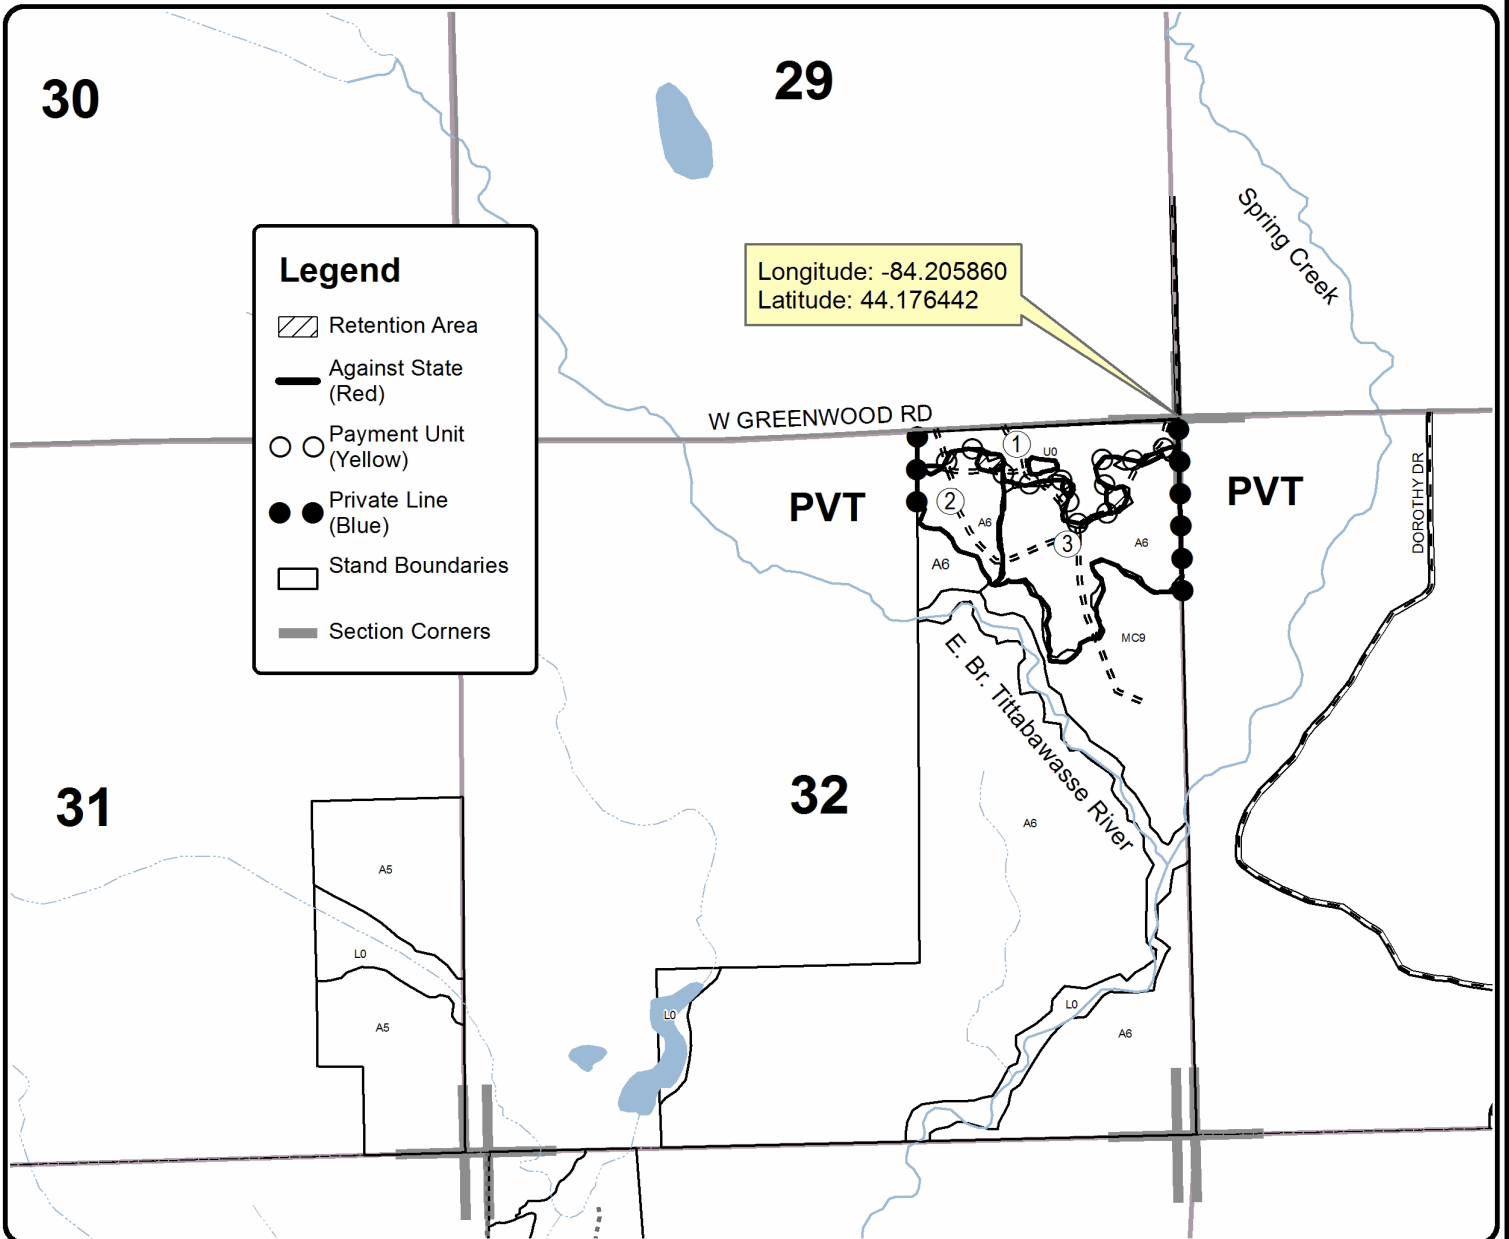 30
29
Spring Creek
Legend
Retention Area
Against State
(Red)
Payment Unit
(Yellow)
Private Line
(Blue)
Stand Boundaries
Section Corners
Longitude: -84.205860
Latitude: 44.176442
W GREENWOOD RD
1
U0
PVT
2
A6
3
A6
A6
PVT
DOROTHY DR
MC9
E. Br. Tittabawasse River
31
32
A6
A5
L0
A5
L0
L0
A6